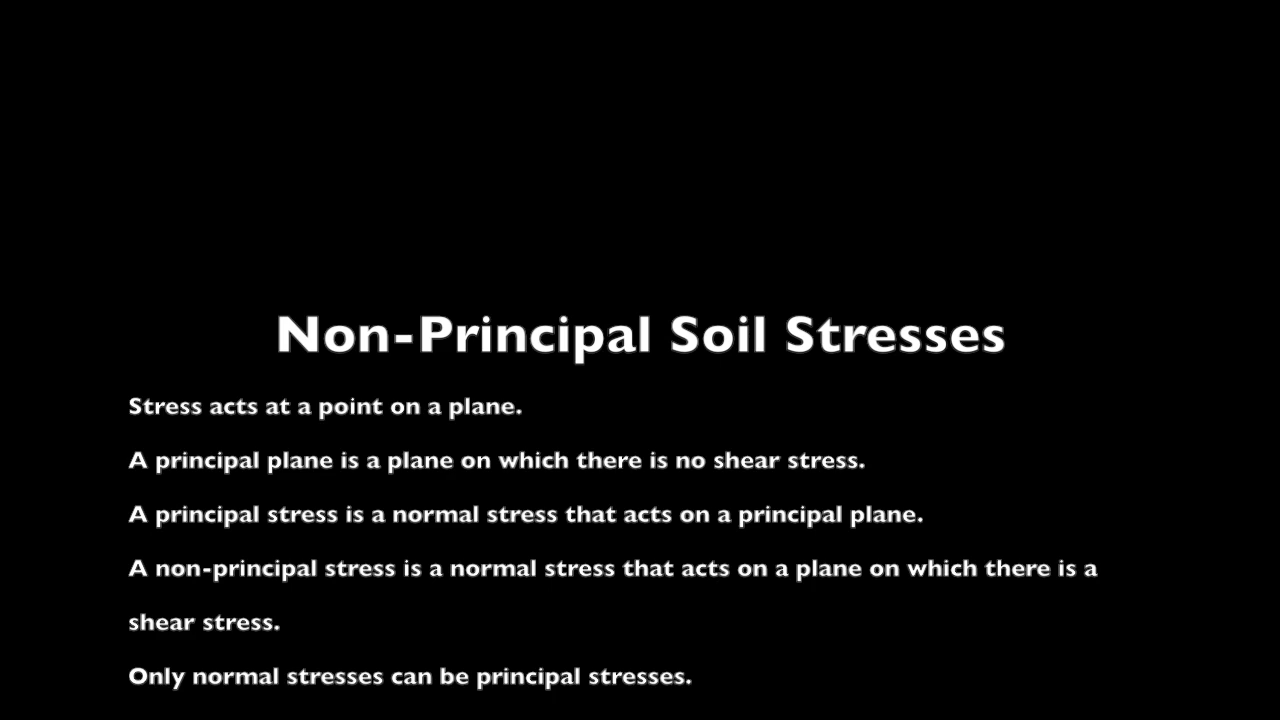 Non-Principal Soil Stresses
Stress acts at a point on a plane.
A principal plane is a plane on which there is no shear stress.
A principal stress is a normal stress that acts on a principal plane.
A non-principal stress is a normal stress that acts on a plane on which there is a
shear stress.
Only normal stresses can be principal stresses.